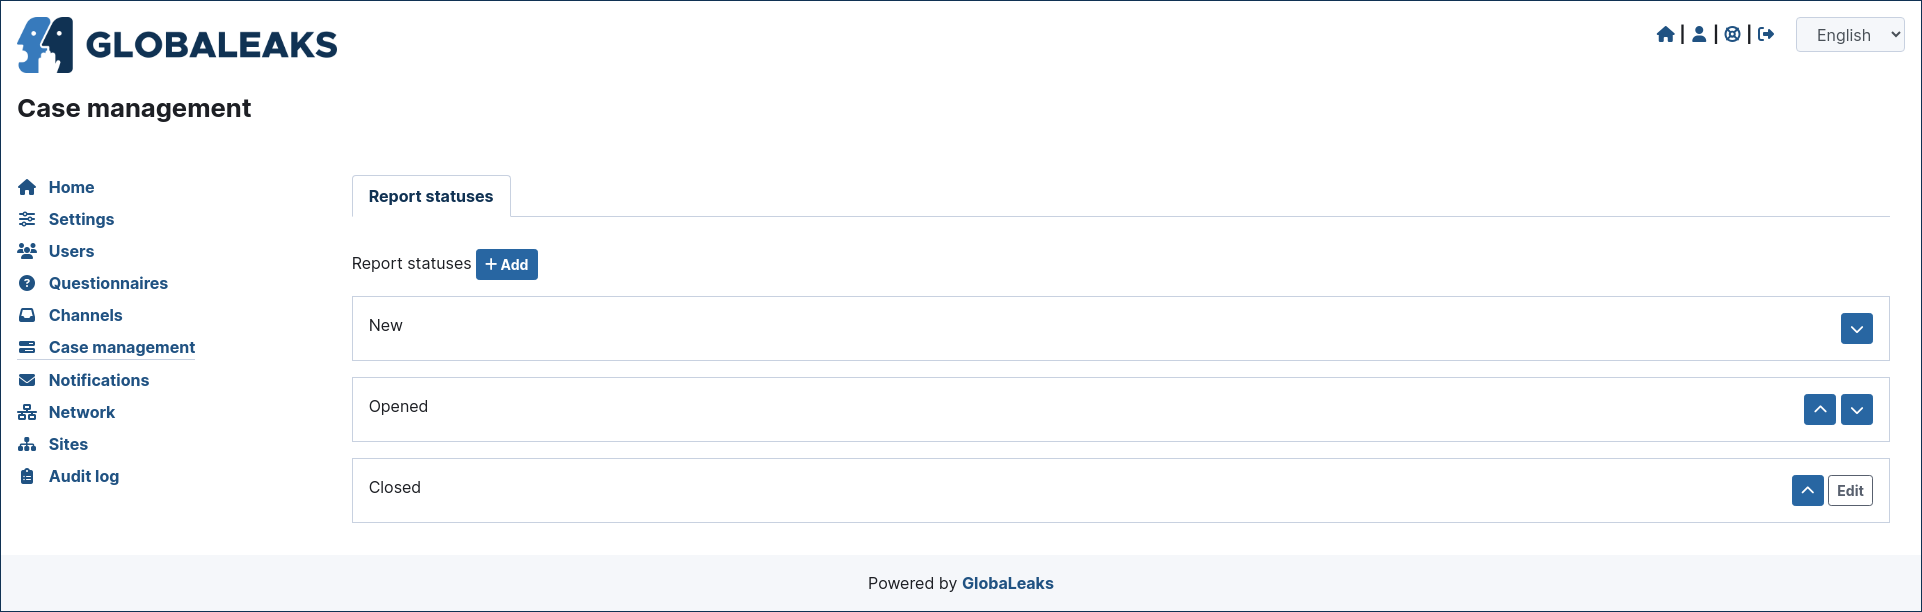 GLOBALEAKS
| | | English
Case management
Home
Settings
Users
Questionnaires
Channels
Case management
Notifications
Network
Sites
Audit log
Report statuses
Report statuses + Add
New
Opened
Closed
Edit
Powered by GlobaLeaks